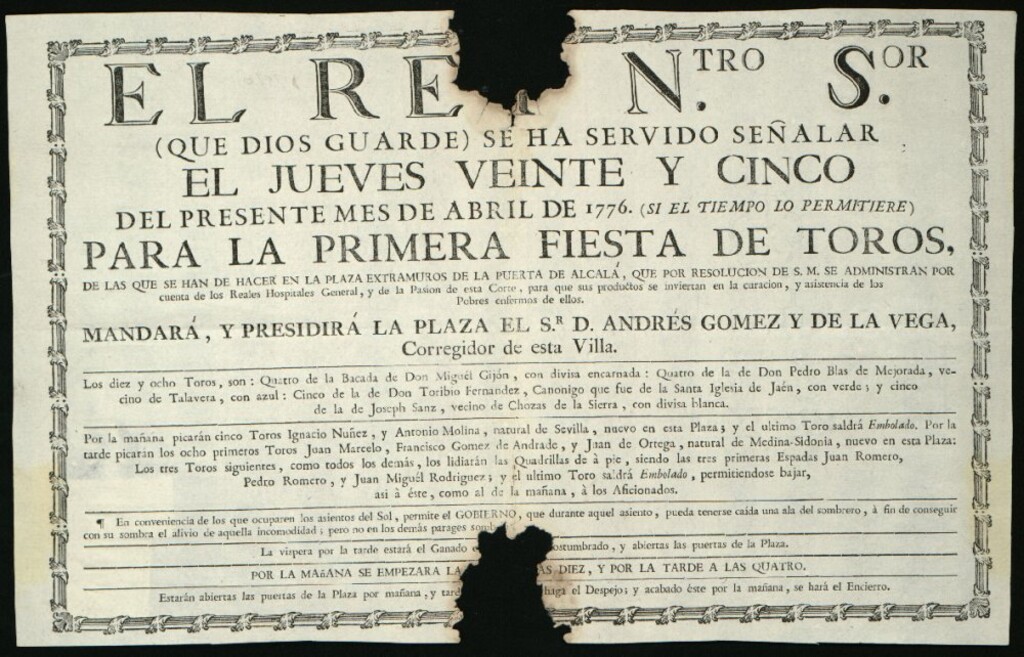 EL RE N.TRO S.OR
(QUE DIOS GUARDE) SE HA SERVIDO SEÑALAR
EL JUEVES VEINTE Y CINCO
DEL PRESENTE MES DE ABRIL DE 1776. (SI EL TIEMPO LO PERMITIERE)
PARA LA PRIMERA FIESTA DE TOROS,
DE LAS QUE SE HAN DE HACER EN LA PLAZA EXTRAMUROS DE LA PUERTA DE ALCALÁ, QUE POR RESOLUCION DE S. M. SE ADMINISTRAN POR
cuenta de los Reales Hospitales General, y de la Pasion de esta Corte, para que sus productos se inviertan en la curacion, y asistencia de los
Pobres enfermos de ellos.
MANDARÁ, Y PRESIDIRÁ LA PLAZA EL S.R D. ANDRÉS GOMEZ Y DE LA VEGA,
Corregidor de esta Villa.
Los diez y ocho Toros, son: Quatro de la Bacada de Don Miguél Gijón, con divisa encarnada: Quatro de la de Don Pedro Blas de Mejorada, ve-
cino de Talavera, con azul: Cinco de la de Don Toribio Fernandez, Canonigo que fue de la Santa Iglesia de Jaén, con verde; y cinco
de la de Joseph Sanz, vecino de Chozas de la Sierra, con divisa blanca.
Por la mañana picarán cinco Toros Ignacio Nuñez, y Antonio Molina, natural de Sevilla, nuevo en esta Plaza; y el ultimo Toro saldrá Embolado. Por la
tarde picarán los ocho primeros Toros Juan Marcelo, Francisco Gomez de Andrade, y Juan de Ortega, natural de Medina-Sidonia, nuevo en esta Plaza:
Los tres Toros siguientes, como todos los demás, los lidiarán las Quadrillas de à pie, siendo las tres primeras Espadas Juan Romero,
Pedro Romero, y Juan Miguél Rodriguez; y el ultimo Toro saldrá Embolado, permitiendose bajar,
asi à éste, como al de la mañana, à los Aficionados.
¶ En conveniencia de los que ocuparen los asientos del Sol, permite el GOBIERNO, que durante aquel asiento, pueda tenerse caida una ala del sombrero, à fin de conseguir
con su sombra el alivio de aquella incomodidad; pero no en los demás parages
La vispera por la tarde estará el Ganado ostumbrado, y abiertas las puertas de la Plaza.
POR LA MAñANA SE EMPEZARA LA AS DIEZ, Y POR LA TARDE A LAS QUATRO.
Estarán abiertas las puertas de la Plaza por mañana, y tard haga el Despejo; y acabado éste por la mañana, se hará el Encierro.